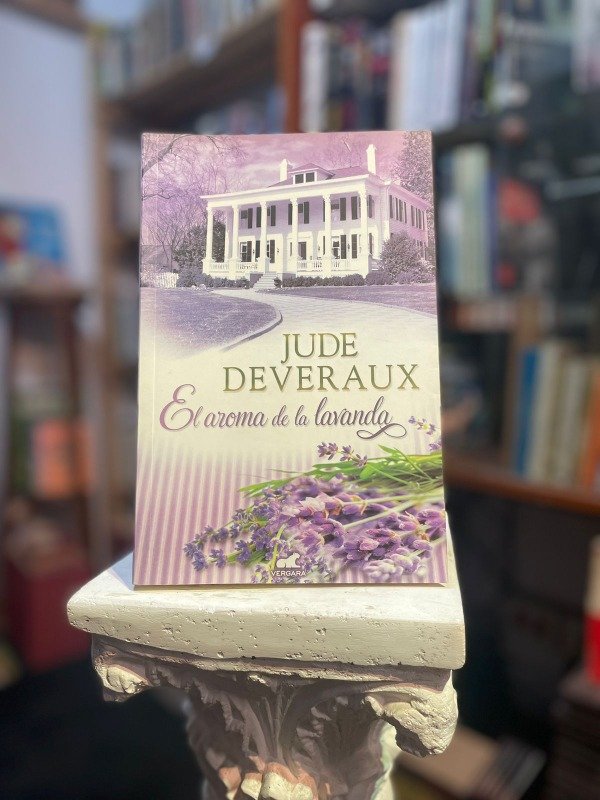 JUDE
DEVERAUX
El aroma de la lavanda
VERGARA